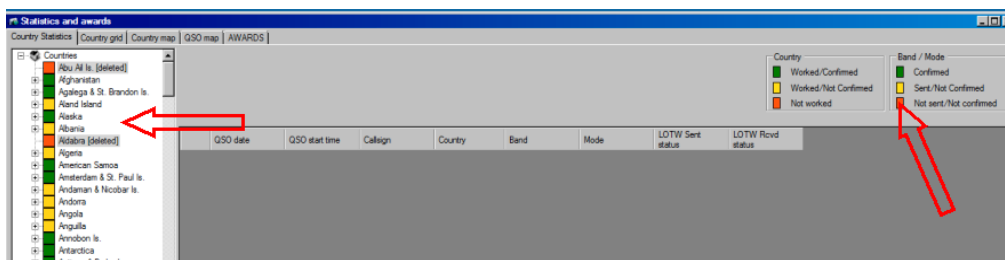 Statistics and awards
Country Statistics Country grid Country map QSO map AWARDS
Countries
Abu Ail Is. [deleted]
Afghanistan
Agalega & St. Brandon Is.
Aland Island
Alaska
Albania
Aldabra [deleted]
Algeria
American Samoa
Amsterdam & St. Paul Is.
Andaman & Nicobar Is.
Andorra
Angola
Anguilla
Annobon Is.
Antarctica
Country
Worked/Confirmed
Worked/Not Confirmed
Not worked
Band / Mode
Confirmed
Sent/Not Confirmed
Not sent/Not confirmed
QSO date QSO start time Callsign Country Band Mode LOTW Sent status LOTW Rcvd status